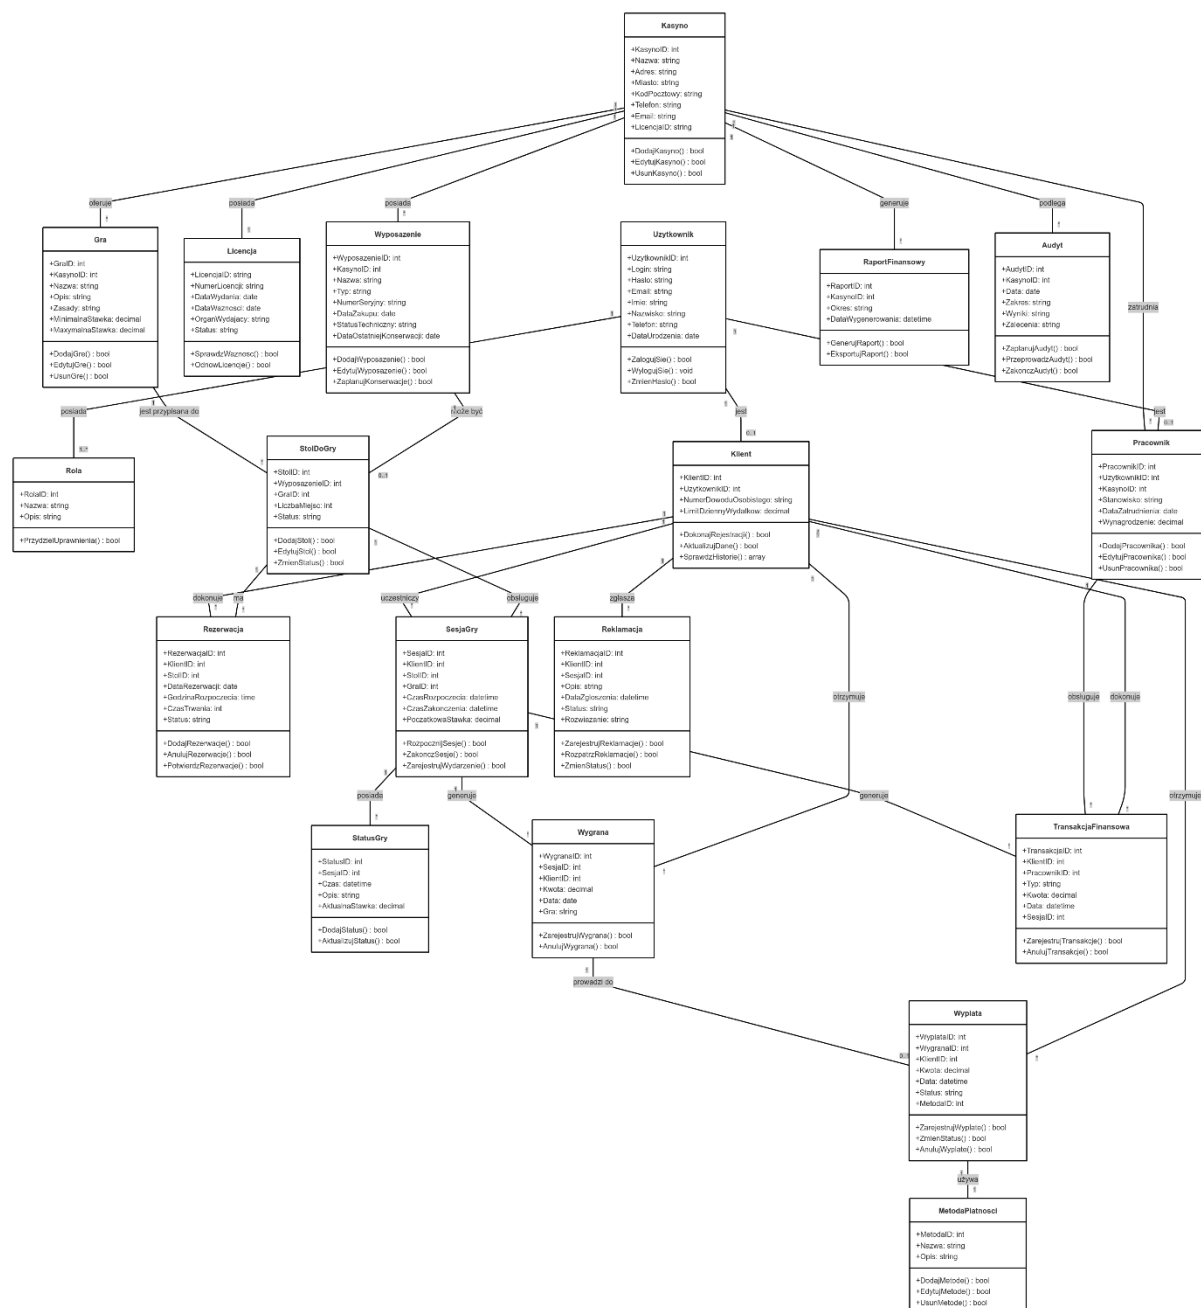 Kasyno
+KasynoID: int
+Nazwa: string
+Adres: string
+Miasto: string
+KodPocztowy: string
+Telefon: string
+Email: string
+LicencjaID: string
+DodajKasyno() : bool
+EdytujKasyno() : bool
+UsunKasyno() : bool
oferuje
posiada
posiada
generuje
podlega
zatrudnia
Gra
+GraID: int
+KasynoID: int
+Nazwa: string
+Opis: string
+Zasady: string
+MinimalnaStawka: decimal
+MaxymalnaStawka: decimal
+DodajGre() : bool
+EdytujGre() : bool
+UsunGre() : bool
Licencja
+LicencjaID: string
+NumerLicencji: string
+DataWydania: date
+DataWaznosci: date
+OrganWydajacy: string
+Status: string
+SprawdzWaznosc() : bool
+OdnowLicencje() : bool
Wyposazenie
+WyposazenieID: int
+KasynoID: int
+Nazwa: string
+Typ: string
+NumerSeryjny: string
+DataZakupu: date
+StatusTechniczny: string
+DataOstatniejKonserwacji: date
+DodajWyposazenie() : bool
+EdytujWyposazenie() : bool
+ZaplanujKonserwacje() : bool
Uzytkownik
+UzytkownikID: int
+Login: string
+Haslo: string
+Email: string
+Imie: string
+Nazwisko: string
+Telefon: string
+DataUrodzenia: date
+ZalogujSie() : bool
+WylogujSie() : void
+ZmienHaslo() : bool
RaportFinansowy
+RaportID: int
+KasynoID: int
+Okres: string
+DataWygenerowania: datetime
+GenerujRaport() : bool
+EksportujRaport() : bool
Audyt
+AudytID: int
+KasynoID: int
+Data: date
+Zakres: string
+Wyniki: string
+Zalecenia: string
+ZaplanujAudyt() : bool
+PrzeprowadzAudyt() : bool
+ZakonczAudyt() : bool
posiada
jest przypisana do
może być
jest
jest
Rola
+RolaID: int
+Nazwa: string
+Opis: string
+PrzydzielUprawnienia() : bool
StolDoGry
+StolID: int
+WyposazenieID: int
+GraID: int
+LiczbaMiejsc: int
+Status: string
+DodajStol() : bool
+EdytujStol() : bool
+ZmienStatus() : bool
Klient
+KlientID: int
+UzytkownikID: int
+NumerDowoduOsobistego: string
+LimitDziennyWydatkow: decimal
+DokonajRejestracji() : bool
+AktualizujDane() : bool
+SprawdzHistorie() : array
Pracownik
+PracownikID: int
+UzytkownikID: int
+KasynoID: int
+Stanowisko: string
+DataZatrudnienia: date
+Wynagrodzenie: decimal
+DodajPracownika() : bool
+EdytujPracownika() : bool
+UsunPracownika() : bool
dokonuje
ma
uczestniczy
obsługuje
zgłasza
Rezerwacja
+RezerwacjaID: int
+KlientID: int
+StolID: int
+DataRezerwacji: date
+GodzinaRozpoczecia: time
+CzasTrwania: int
+Status: string
+DodajRezerwacje() : bool
+AnulujRezerwacje() : bool
+PotwierdzRezerwacje() : bool
SesjaGry
+SesjaID: int
+KlientID: int
+StolID: int
+GraID: int
+CzasRozpoczecia: datetime
+CzasZakonczenia: datetime
+PoczatkowaStawka: decimal
+RozpocznijSesje() : bool
+ZakonczSesje() : bool
+ZarejestrujWydarzenie() : bool
Reklamacja
+ReklamacjaID: int
+KlientID: int
+SesjaID: int
+Opis: string
+DataZgloszenia: datetime
+Status: string
+Rozwiazanie: string
+ZarejestrujReklamacje() : bool
+RozpatrzReklamacje() : bool
+ZmienStatus() : bool
otrzymuje
obsługuje
dokonuje
posiada
generuje
generuje
otrzymuje
StatusGry
+StatusID: int
+SesjaID: int
+Czas: datetime
+Opis: string
+AktualnaStawka: decimal
+DodajStatus() : bool
+AktualizujStatus() : bool
Wygrana
+WygranaID: int
+SesjaID: int
+KlientID: int
+Kwota: decimal
+Data: date
+Gra: string
+ZarejestrujWygrana() : bool
+AnulujWygrana() : bool
TransakcjaFinansowa
+TransakcjaID: int
+KlientID: int
+PracownikID: int
+Typ: string
+Kwota: decimal
+Data: datetime
+SesjaID: int
+ZarejestrujTransakcje() : bool
+AnulujTransakcje() : bool
prowadzi do
Wyplata
+WyplataID: int
+WygranaID: int
+KlientID: int
+Kwota: decimal
+Data: datetime
+Status: string
+MetodaID: int
+ZarejestrujWyplate() : bool
+ZmienStatus() : bool
+AnulujWyplate() : bool
używa
MetodaPlatnosci
+MetodaID: int
+Nazwa: string
+Opis: string
+DodajMetode() : bool
+EdytujMetode() : bool
+UsunMetode() : bool